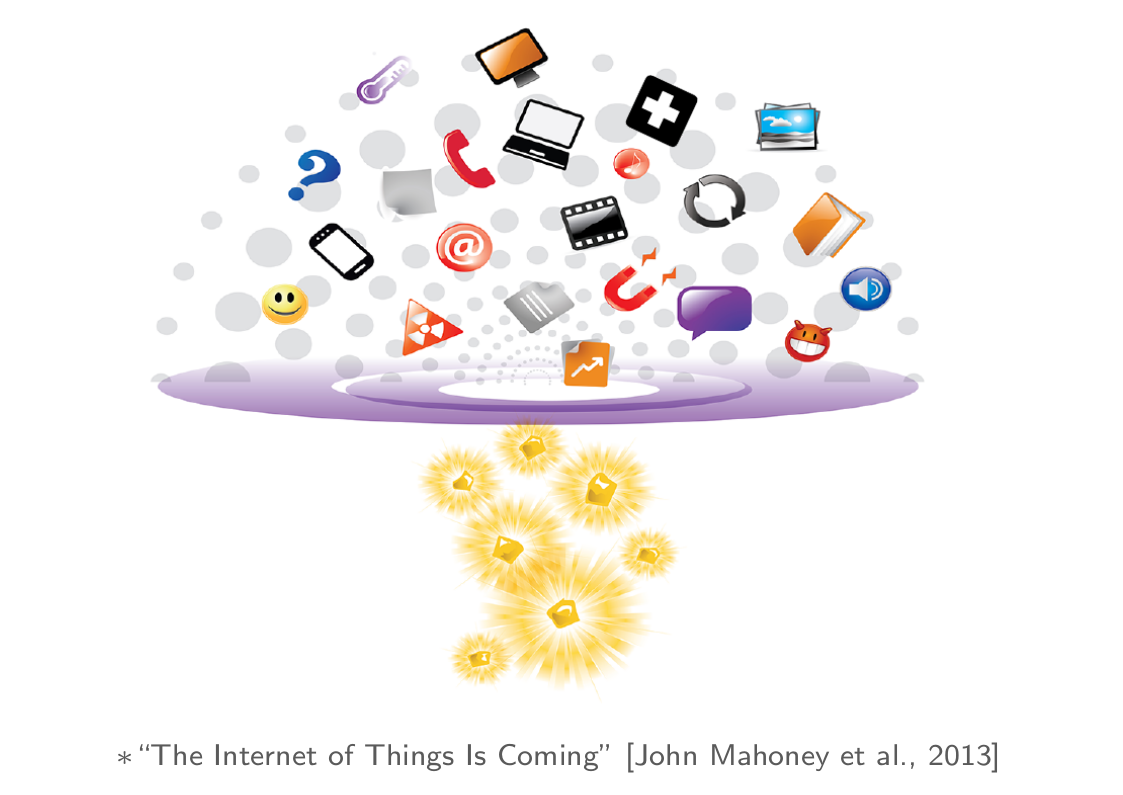 ?
@
∗ “The Internet of Things Is Coming” [John Mahoney et al., 2013]